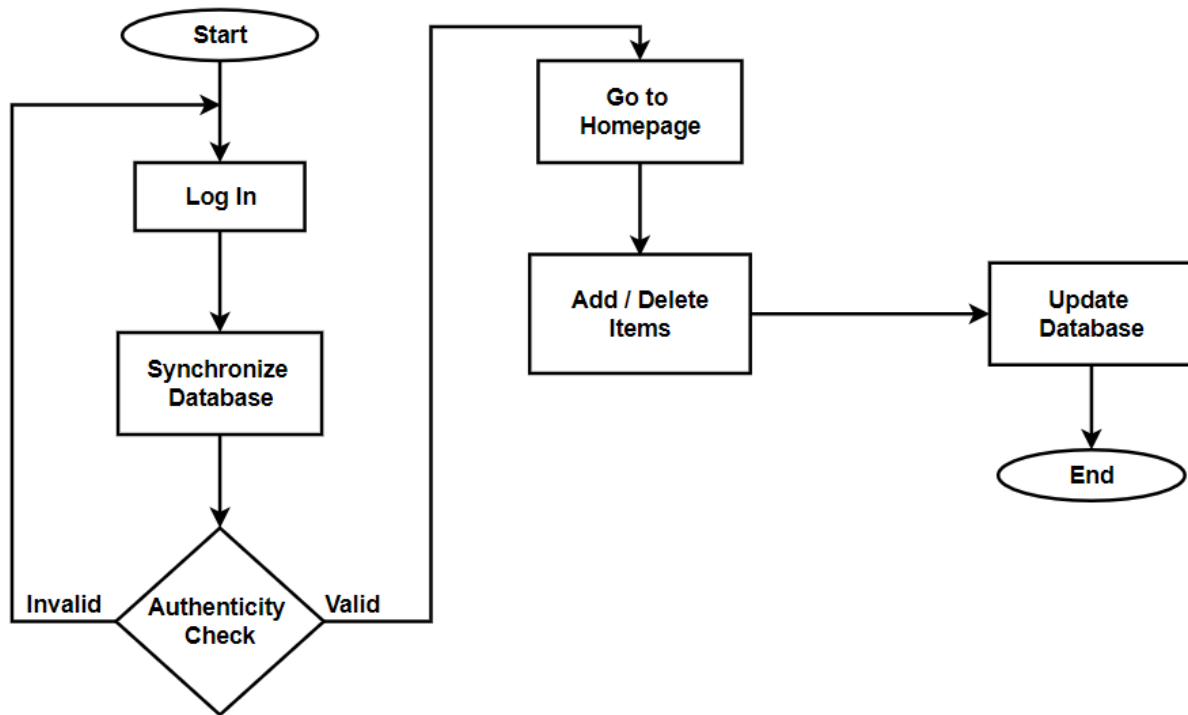 Start
Log In
Synchronize
Database
Authenticity
Check
Invalid
Valid
Go to
Homepage
Add / Delete
Items
Update
Database
End